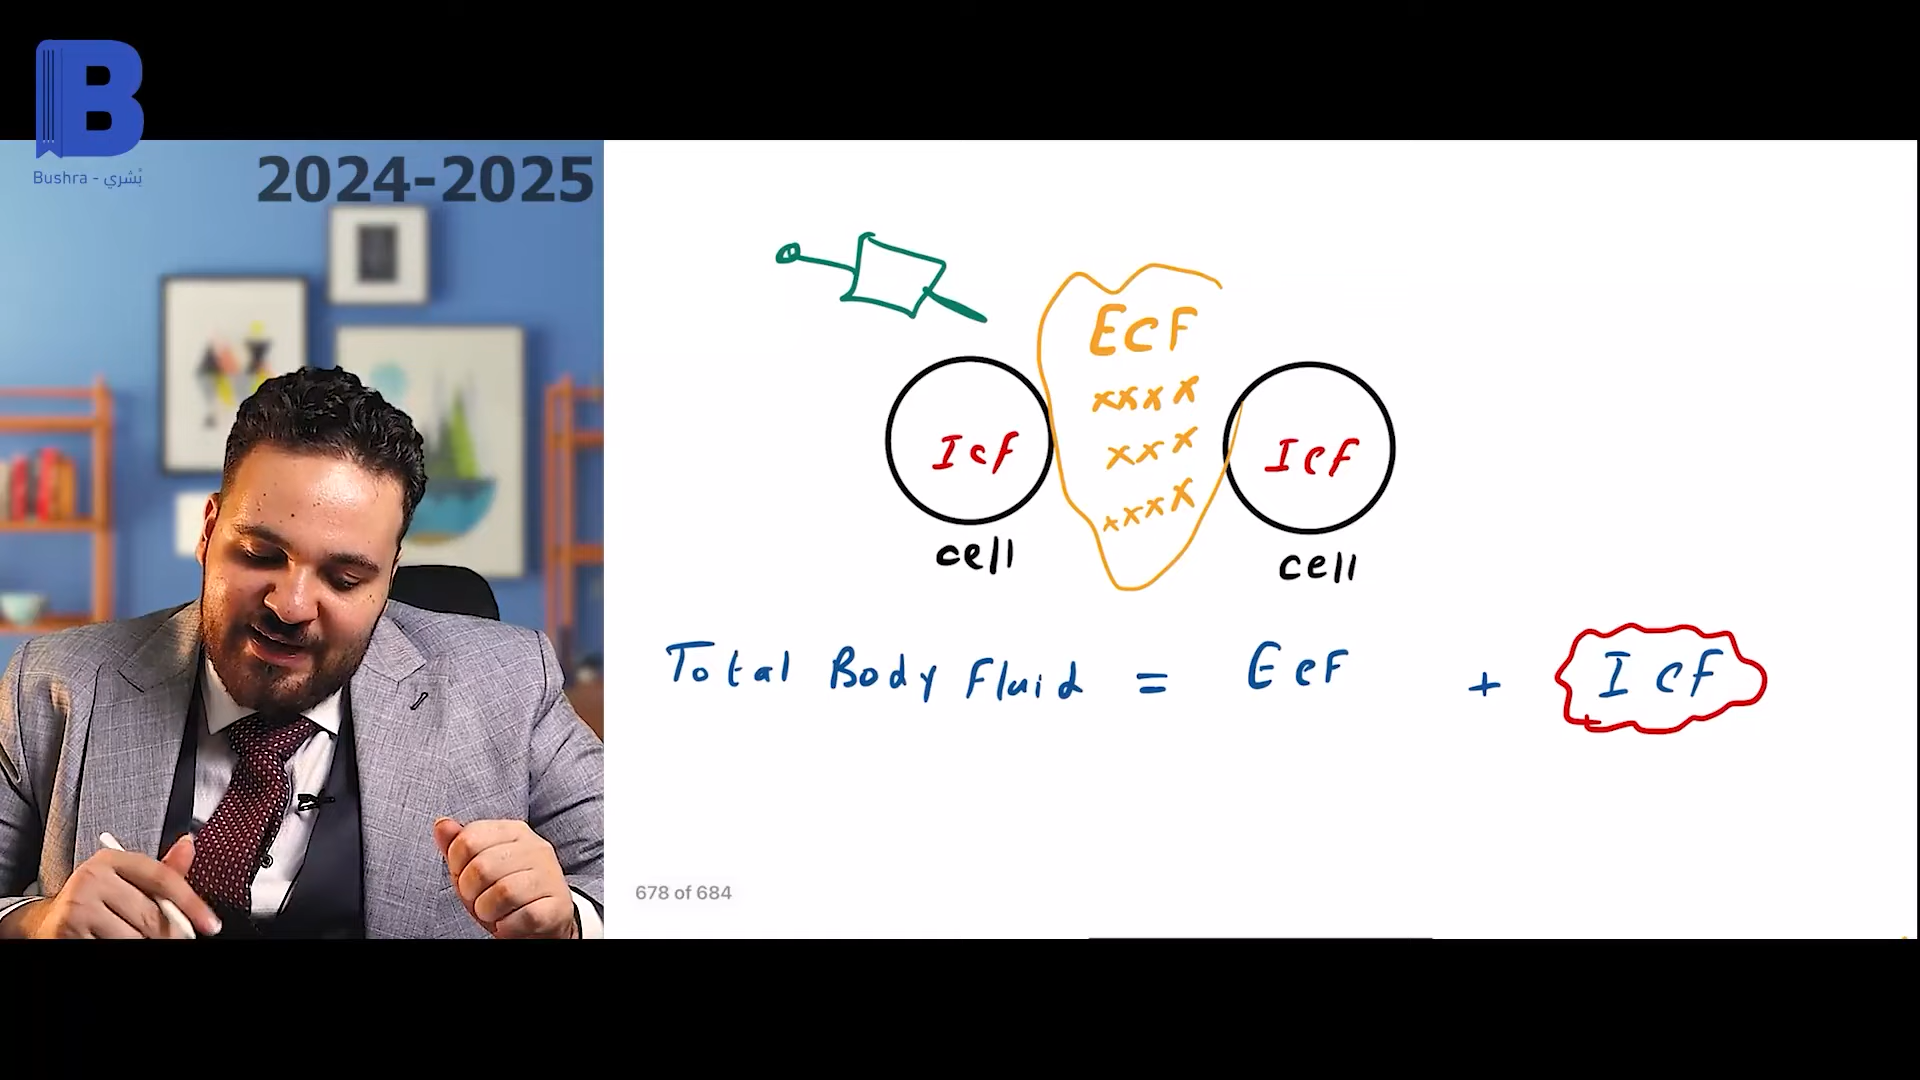 B
Bushra - بُشري
2024-2025
ECF
xxxx
xxx
xxxx
Icf
Icf
cell
cell
Total Body Fluid = EcF + IcF
678 of 684